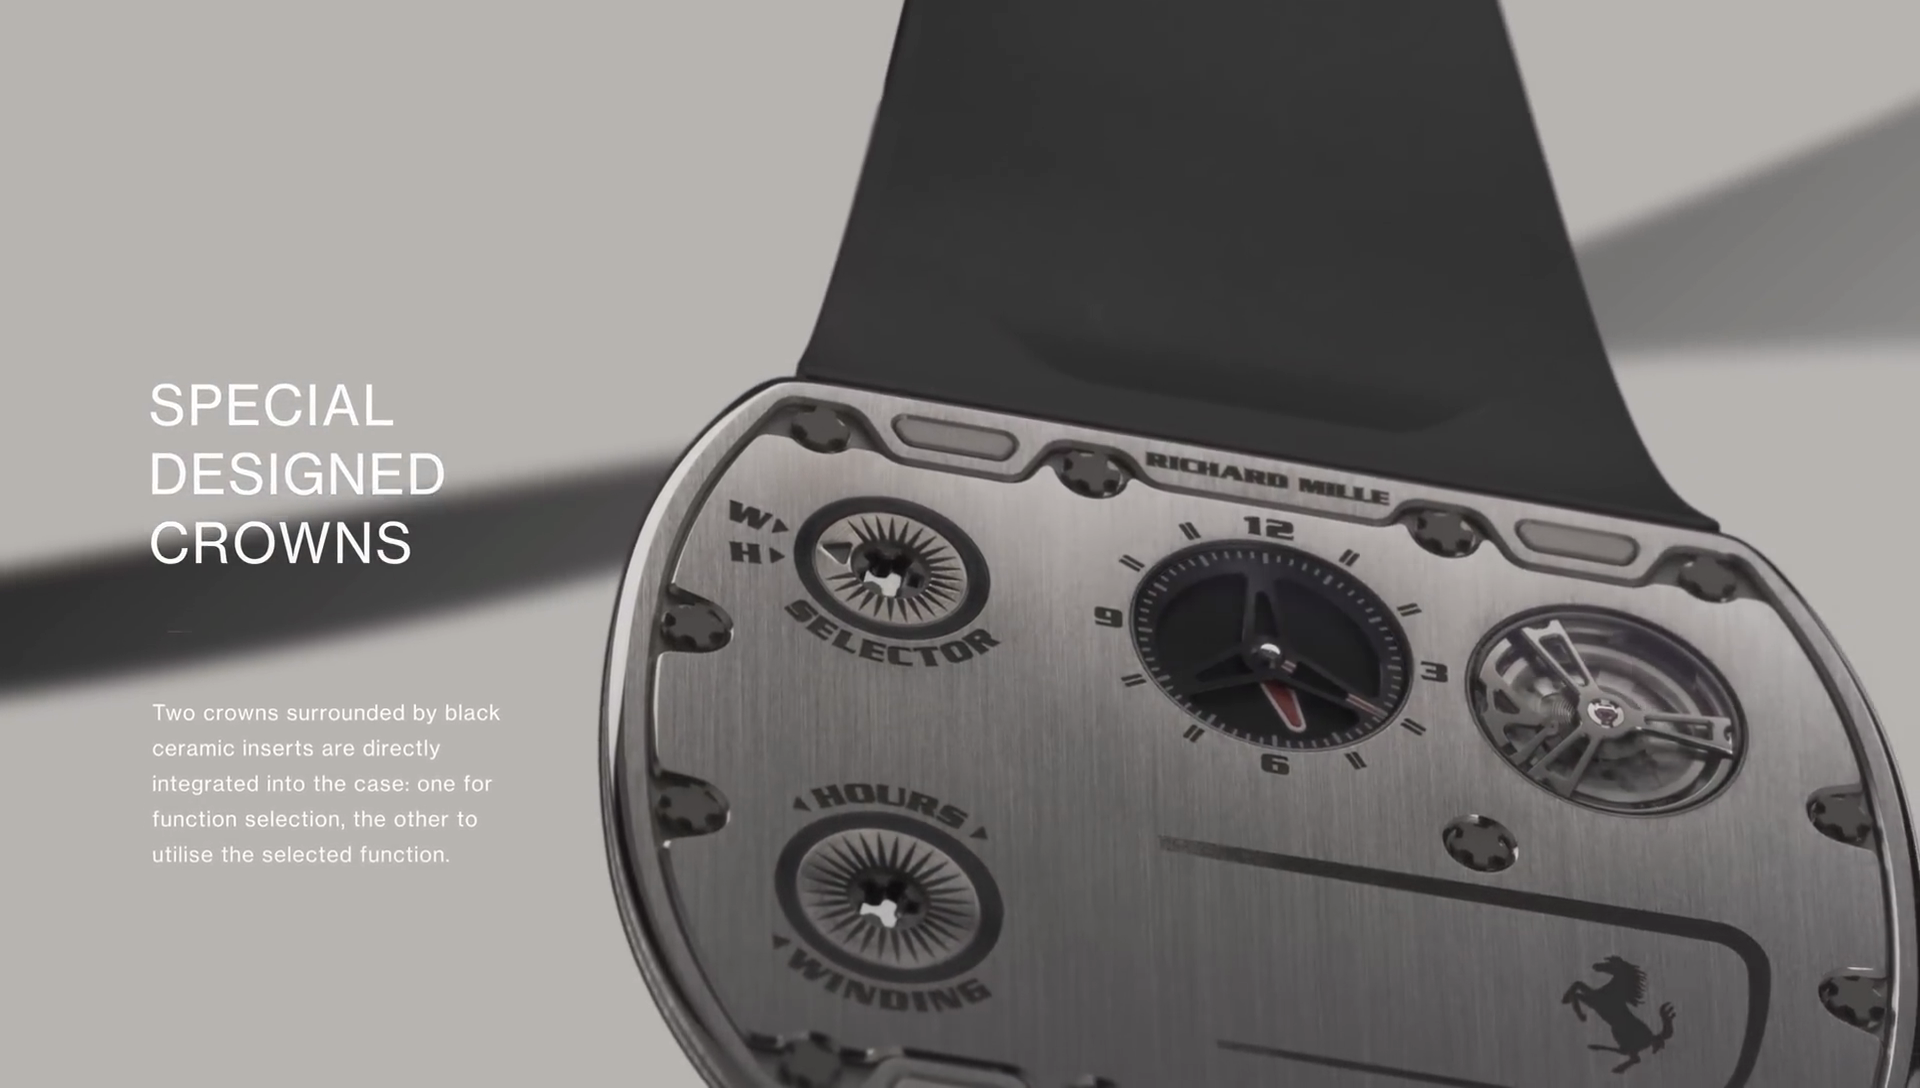 SPECIAL
DESIGNED
CROWNS
Two crowns surrounded by black
ceramic inserts are directly
integrated into the case: one for
function selection, the other to
utilise the selected function.
RICHARD MILLE
W
H
SELECTOR
12
9
3
6
HOURS
WINDING